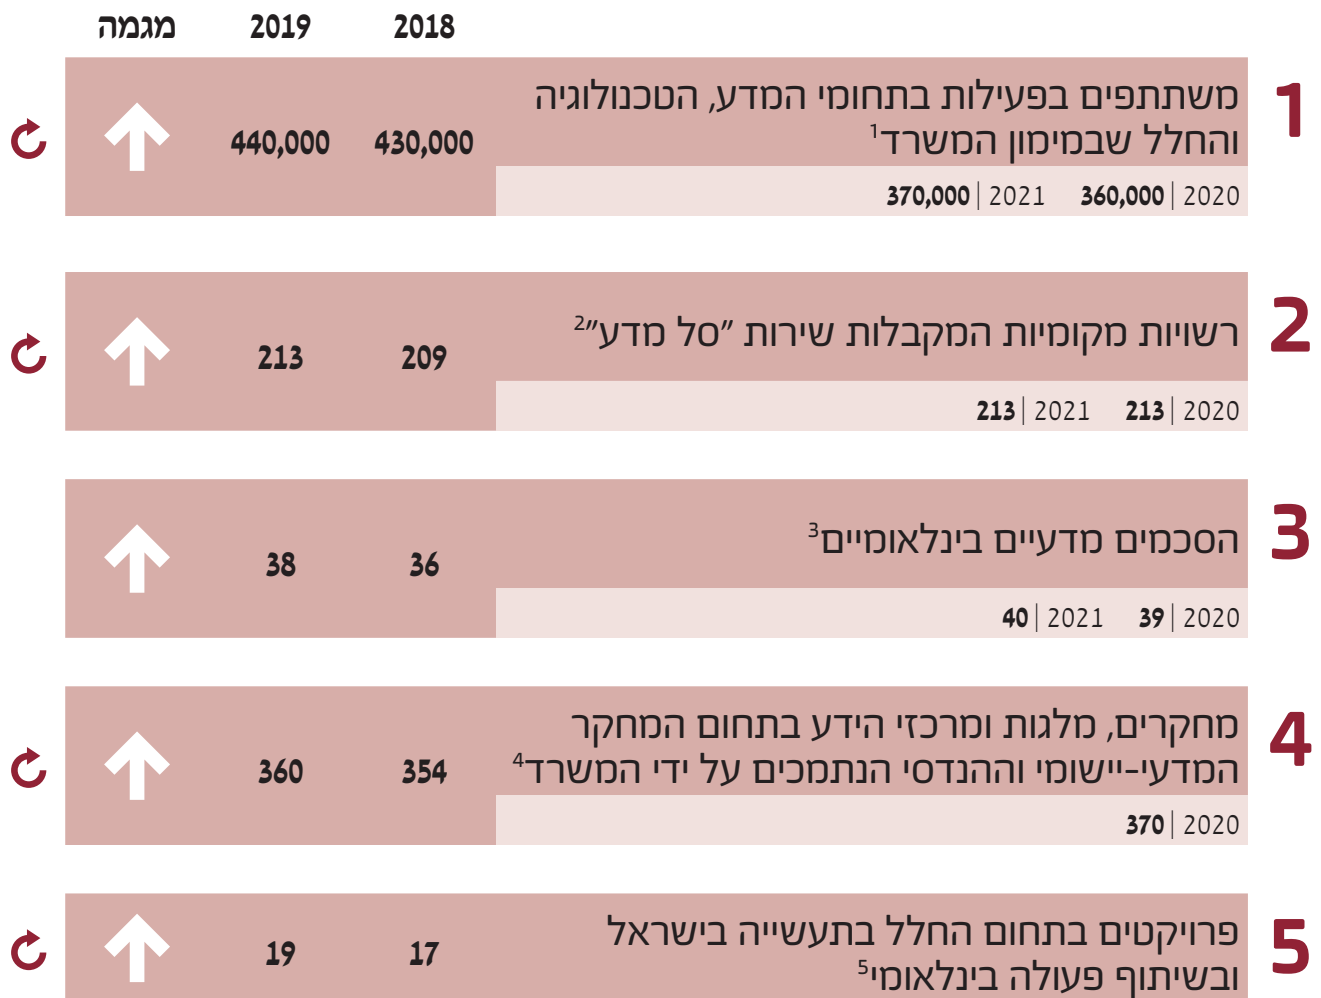 2018 2019 מגמה
1
משתתפים בפעילות בתחומי המדע, הטכנולוגיה
והחלל שבמימון המשרד¹
430,000 440,000
2020 | 360,000 2021 | 370,000
2
רשויות מקומיות המקבלות שירות "סל מדע"²
209 213
2020 | 213 2021 | 213
3
הסכמים מדעיים בינלאומיים³
36 38
2020 | 39 2021 | 40
4
מחקרים, מלגות ומרכזי הידע בתחום המחקר
המדעי-יישומי וההנדסי הנתמכים על ידי המשרד⁴
354 360
2020 | 370
5
פרויקטים בתחום החלל בתעשייה בישראל
ובשיתוף פעולה בינלאומי⁵
17 19